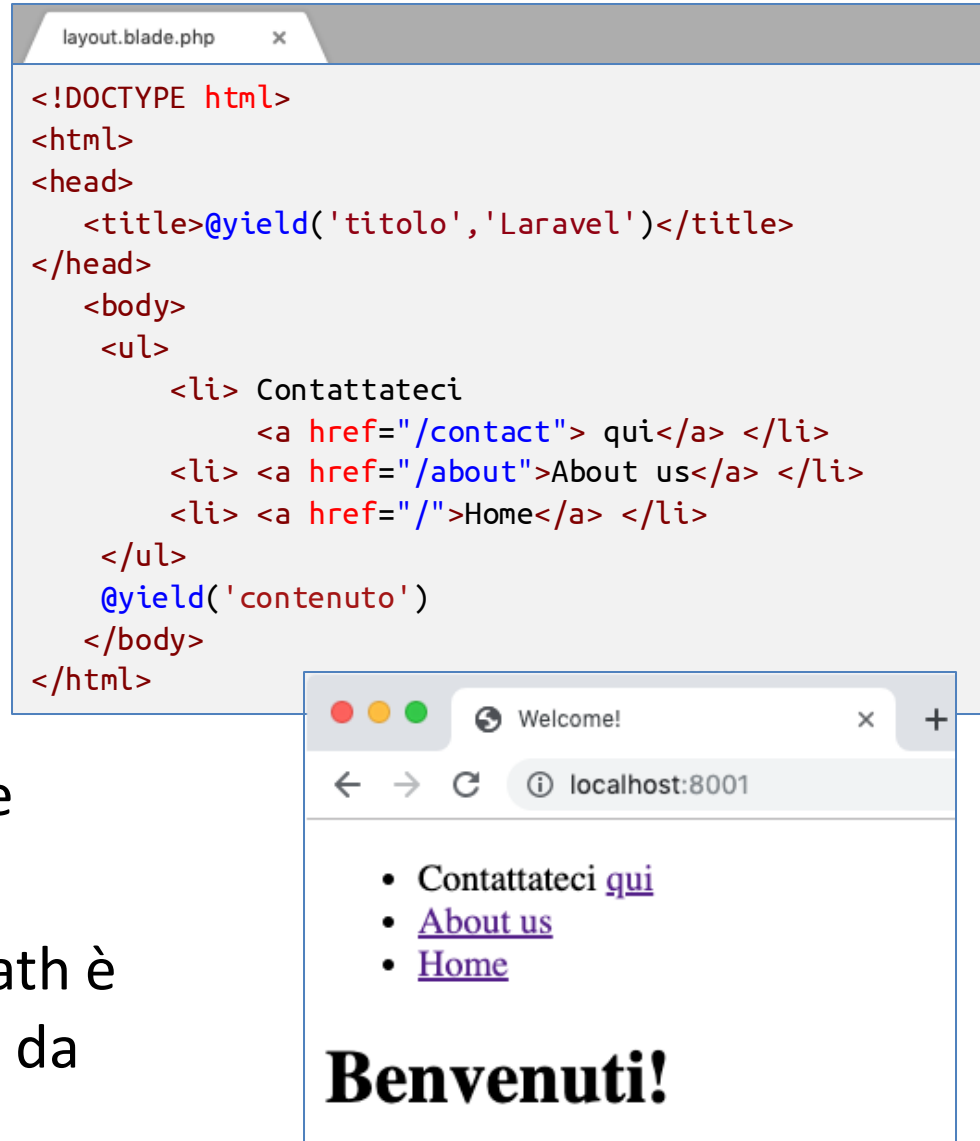 layout.blade.php ×
<!DOCTYPE html>
<html>
<head>
<title>@yield('titolo','Laravel')</title>
</head>
<body>
<ul>
<li> Contattateci
<a href="/contact"> qui</a> </li>
<li> <a href="/about">About us</a> </li>
<li> <a href="/">Home</a> </li>
</ul>
@yield('contenuto')
</body>
</html>
Welcome! × +
localhost:8001
• Contattateci qui
• About us
• Home
Benvenuti!
è
da